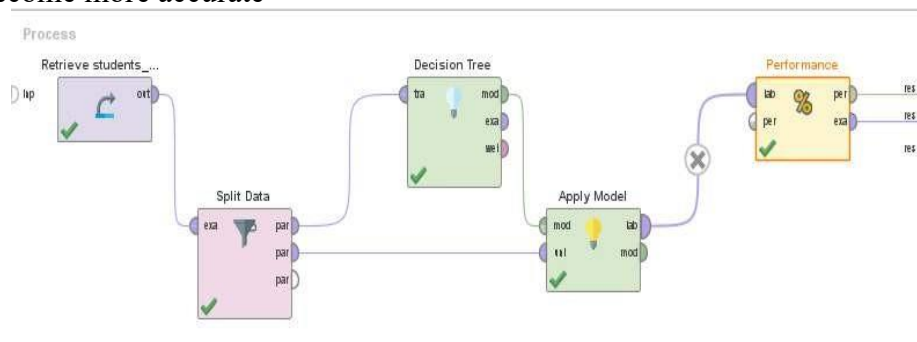 become more accurate
Process
Retrieve students_...
inp
out
Decision Tree
tra
mod
exa
wei
Performance
lab
per
per
exa
res
res
res
Split Data
exa
par
par
par
Apply Model
mod
lab
unl
mod